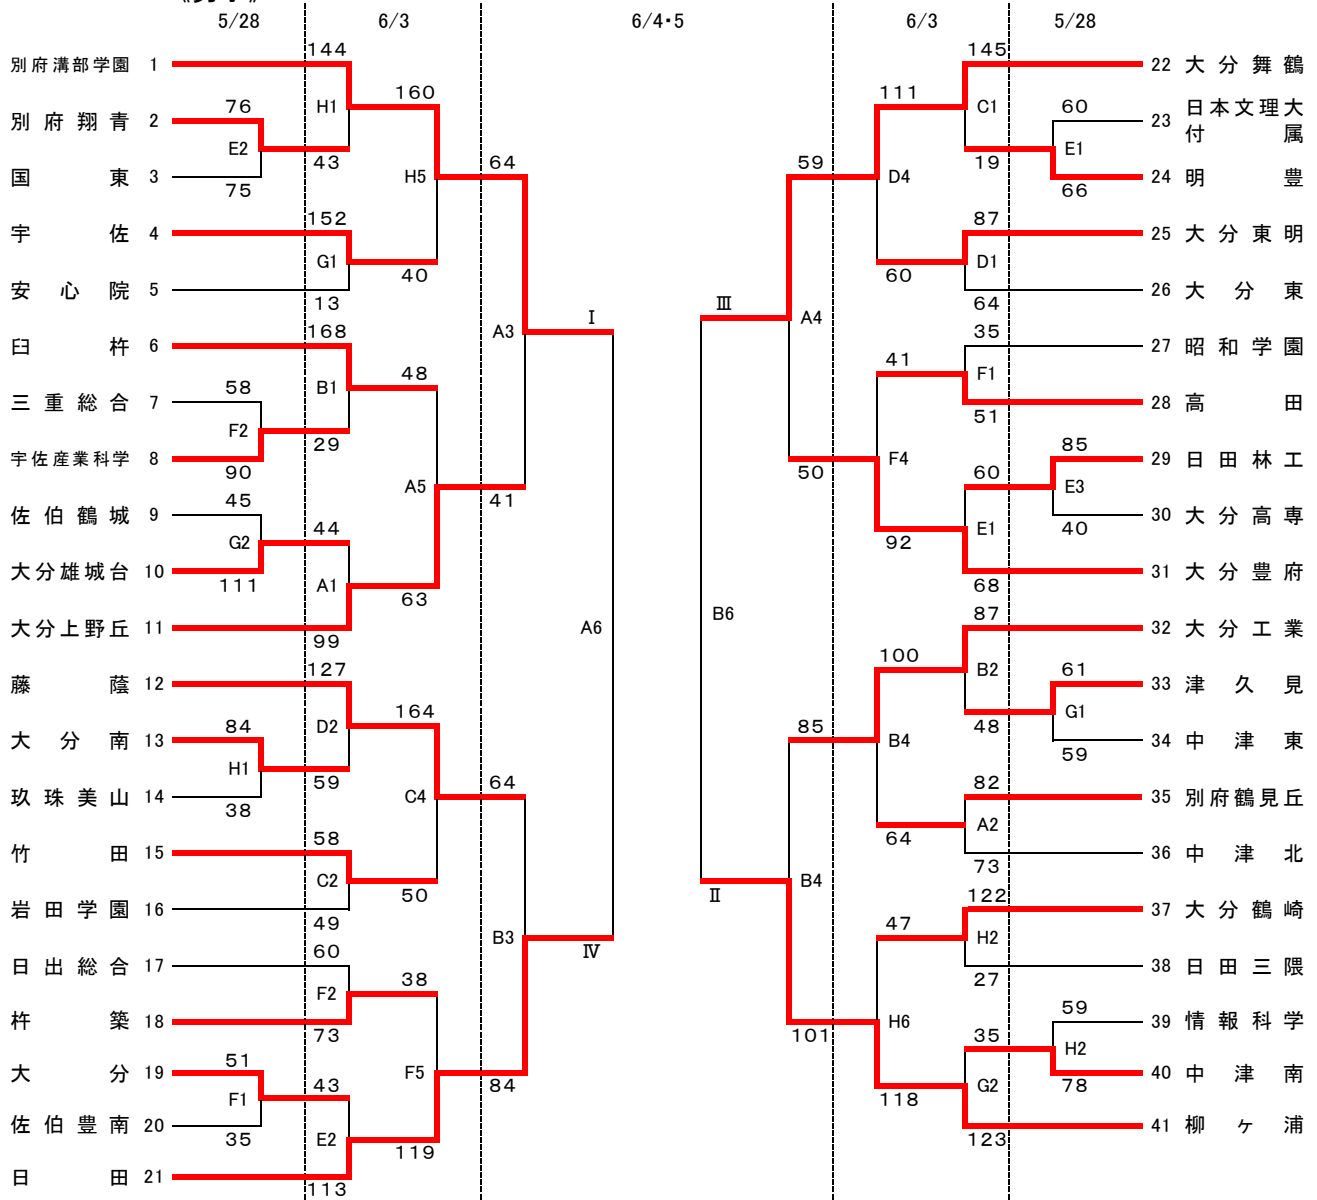 5/28 6/3 6/4・5 6/3 5/28
144 145
別府溝部学園 1 22 大分舞鶴
160 111
76 H1 C1 60
別府翔青 2 23 日本文理大
付属
E2 43 19 E1
64 59
国東 3 H5 D4 24 明豊
75 66
152 87
宇佐 4 25 大分東明
G1 D1
40 60
安心院 5 26 大分東
13 Ⅲ 64
Ⅰ A4
168 A3 35
臼杵 6 27 昭和学園
48 41
58 B1 F1
三重総合 7 28 高田
51
F2 29 85
宇佐産業科学 8 F4 29 日田林工
90 50 60
A5 E3
45 41
佐伯鶴城 9 30 大分高専
44 E1 40
G2 92
大分雄城台 10 31 大分豊府
111 A1 68
63 87
大分上野丘 11 A6 B6 32 大分工業
99 100
127 B2 61
藤蔭 12 33 津久見
164 G1
84 D2 85 48
大分南 13 B4 34 中津東
H1 59 59
64 82
玖珠美山 14 C4 35 別府鶴見丘
38 A2
58 64
竹田 15 36 中津北
73
C2 B4
50 Ⅱ 122
岩田学園 16 37 大分鶴崎
49 47
B3 H2
60 Ⅳ
日出総合 17 38 日田三隈
38 27
F2 59
杵築 18 H6 39 情報科学
73 101 35
51 H2
大分 19 F5 40 中津南
43 84 G2 78
F1 118
佐伯豊南 20 41 柳ヶ浦
35 E2 123
119
日田 21
113